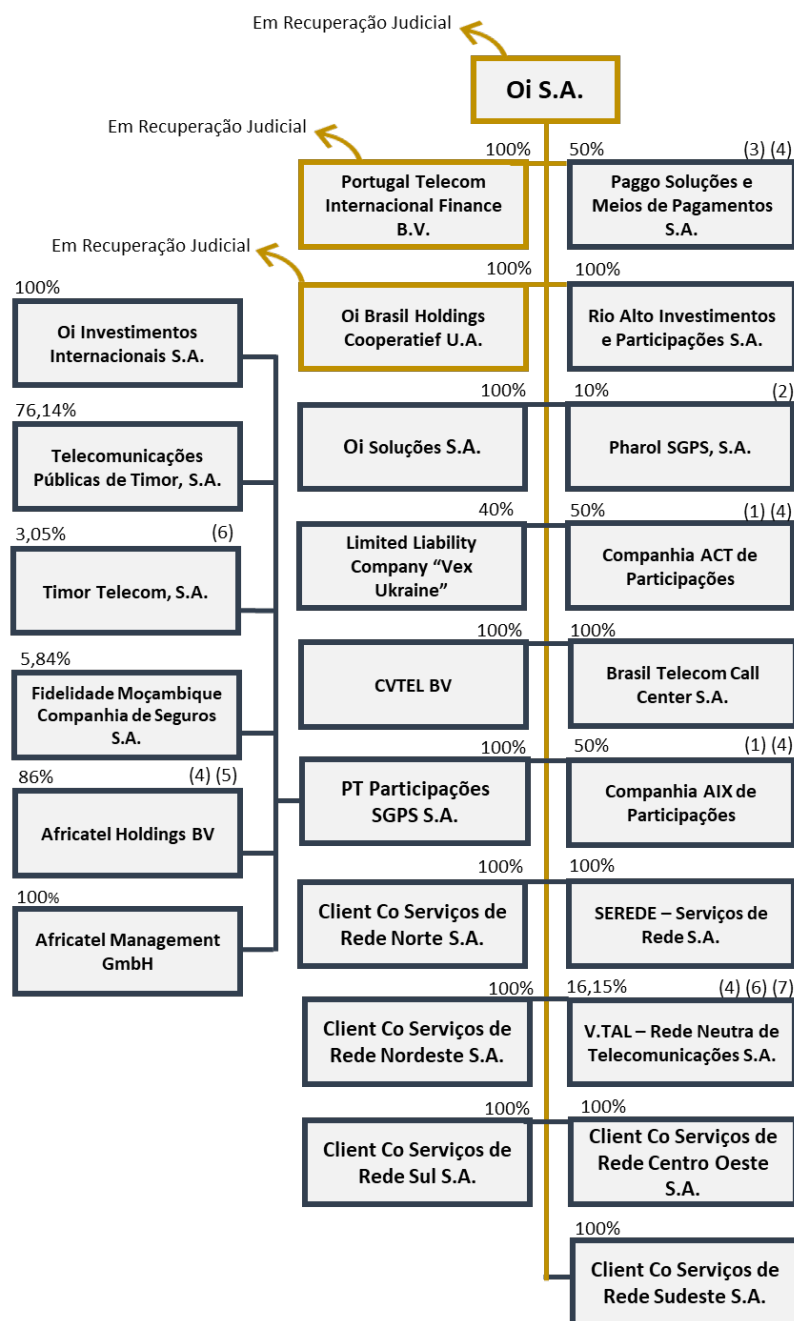 Em Recuperação Judicial
Oi S.A.
Em Recuperação Judicial
100%
Portugal Telecom
Internacional Finance
B.V.
50%
(3) (4)
Paggo Soluções e
Meios de Pagamentos
S.A.
Em Recuperação Judicial
100%
Oi Brasil Holdings
Cooperatief U.A.
100%
Rio Alto Investimentos
e Participações S.A.
100%
Oi Investimentos
Internacionais S.A.
100%
Oi Soluções S.A.
10%
(2)
Pharol SGPS, S.A.
76,14%
Telecomunicações
Públicas de Timor, S.A.
40%
Limited Liability
Company “Vex
Ukraine”
50%
(1) (4)
Companhia ACT de
Participações
3,05%
(6)
Timor Telecom, S.A.
100%
CVTEL BV
100%
Brasil Telecom Call
Center S.A.
5,84%
Fidelidade Moçambique
Companhia de Seguros
S.A.
100%
PT Participações
SGPS S.A.
50%
(1) (4)
Companhia AIX de
Participações
86%
(4) (5)
Africatel Holdings BV
100%
Client Co Serviços de
Rede Norte S.A.
100%
SEREDE – Serviços de
Rede S.A.
100%
Africatel Management
GmbH
100%
Client Co Serviços de
Rede Nordeste S.A.
16,15%
(4) (6) (7)
V.TAL – Rede Neutra de
Telecomunicações S.A.
100%
Client Co Serviços de
Rede Sul S.A.
100%
Client Co Serviços de
Rede Centro Oeste
S.A.
100%
Client Co Serviços de
Rede Sudeste S.A.